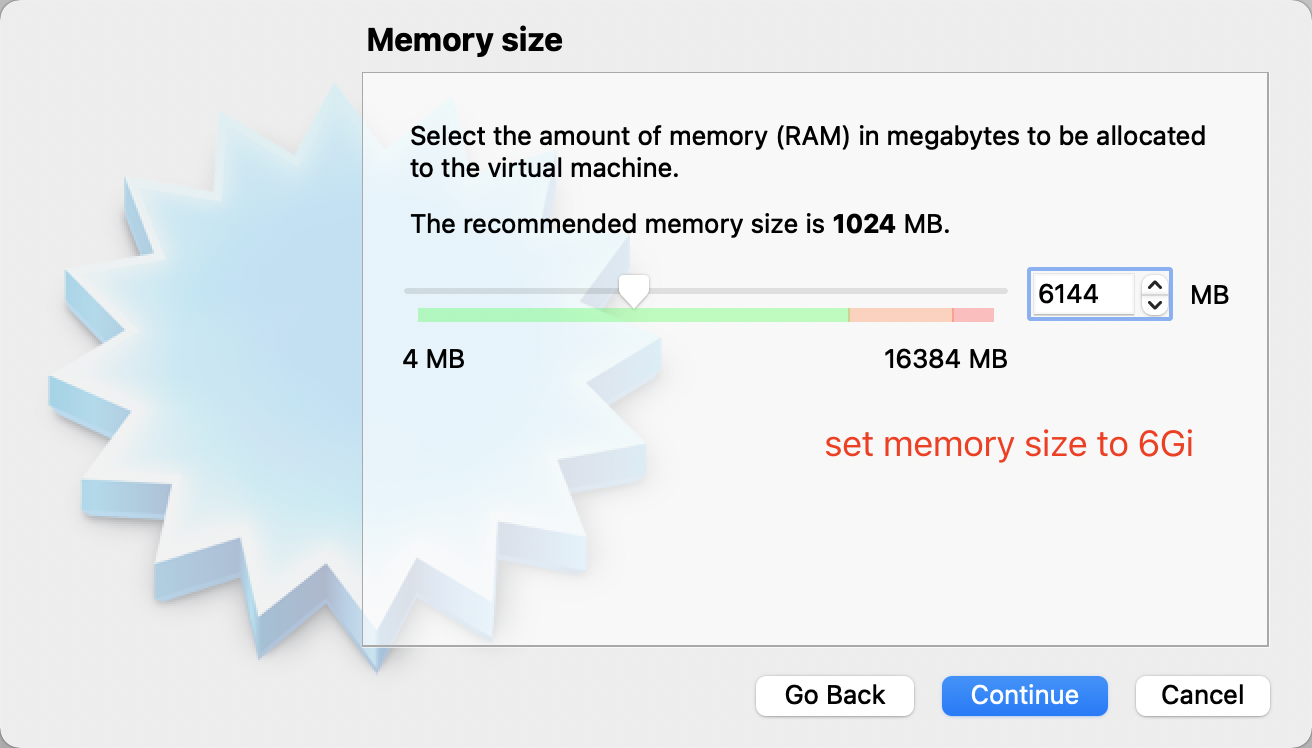 Memory size
Select the amount of memory (RAM) in megabytes to be allocated
to the virtual machine.
The recommended memory size is 1024 MB.
6144 MB
4 MB 16384 MB
set memory size to 6Gi
Go Back Continue Cancel